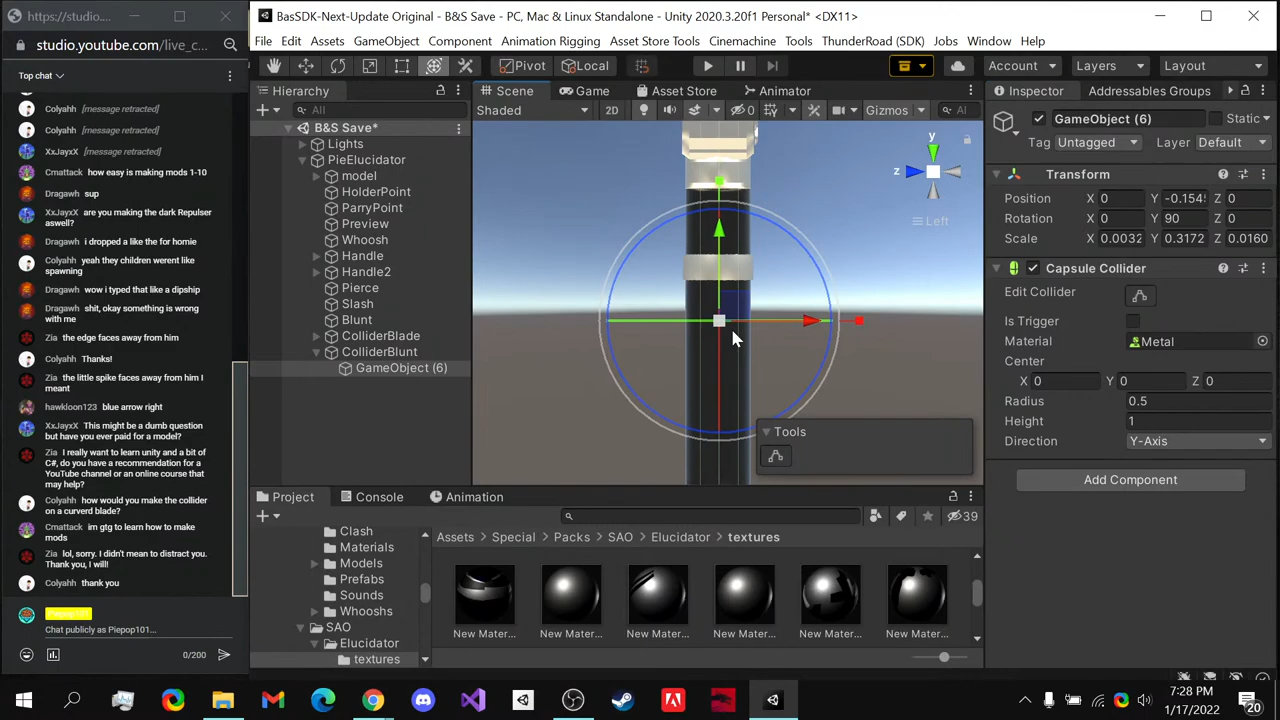 https://studio....
studio.youtube.com/live_c...
Top chat
Colyahh [message retracted]
Colyahh [message retracted]
XxJayxX [message retracted]
Cmattack how easy is making mods 1-10
Dragawh sup
XxJayxX are you making the dark Repulser
aswell?
Dragawh i dropped a like the for homie
Colyahh yeah they childrens werent like
spawning
Dragawh wow i typed that like a dipship
Dragawh shit, okay something is wrong
with me
Zia the edge faces away from him
Colyahh Thanks!
Zia the little spike faces away from him I
meant
hawkloon123 blue arrow right
XxJayxX This might be a dumb question
but have you ever paid for a model?
Zia I really want to learn unity and a bit of
C#, do you have a recommendation for a
YouTube channel or an online course that
may help?
Colyahh how would you make the collider
on a curverd blade?
Cmattack im gtg to learn how to make
mods
Zia lol, sorry. I didn't mean to distract you.
Thank you, I will!
Colyahh thank you
Chat publicly as Piepop101...
0/200
BasSDK-Next-Update Original - B&S Save - PC, Mac & Linux Standalone - Unity 2020.3.20f1 Personal* <DX11>
File Edit Assets GameObject Component Animation Rigging Asset Store Tools Cinemachine Tools ThunderRoad (SDK) Jobs Window Help
Pivot Local Account Layers Layout
Hierarchy
All
B&S Save*
Lights
PieElucidator
model
HolderPoint
ParryPoint
Preview
Whoosh
Handle
Handle2
Pierce
Slash
Blunt
ColliderBlade
ColliderBlunt
GameObject (6)
Scene Game Asset Store Animator
Shaded 2D 0 Gizmos Al
y
z
Left
Tools
Inspector Addressables Groups
GameObject (6) Static
Tag Untagged Layer Default
Transform
Position X 0 Y -0.154 Z 0
Rotation X 0 Y 90 Z 0
Scale X 0.0032 Y 0.3172 Z 0.0160
Capsule Collider
Edit Collider
Is Trigger
Material Metal
Center
X 0 Y 0 Z 0
Radius 0.5
Height 1
Direction Y-Axis
Add Component
Project Console Animation
39
Clash
Materials
Models
Prefabs
Sounds
Whooshs
SAO
Elucidator
textures
Assets Special Packs SAO Elucidator textures
New Mater... New Mater... New Mater... New Mater... New Mater... New Mater...
7:28 PM
1/17/2022
20